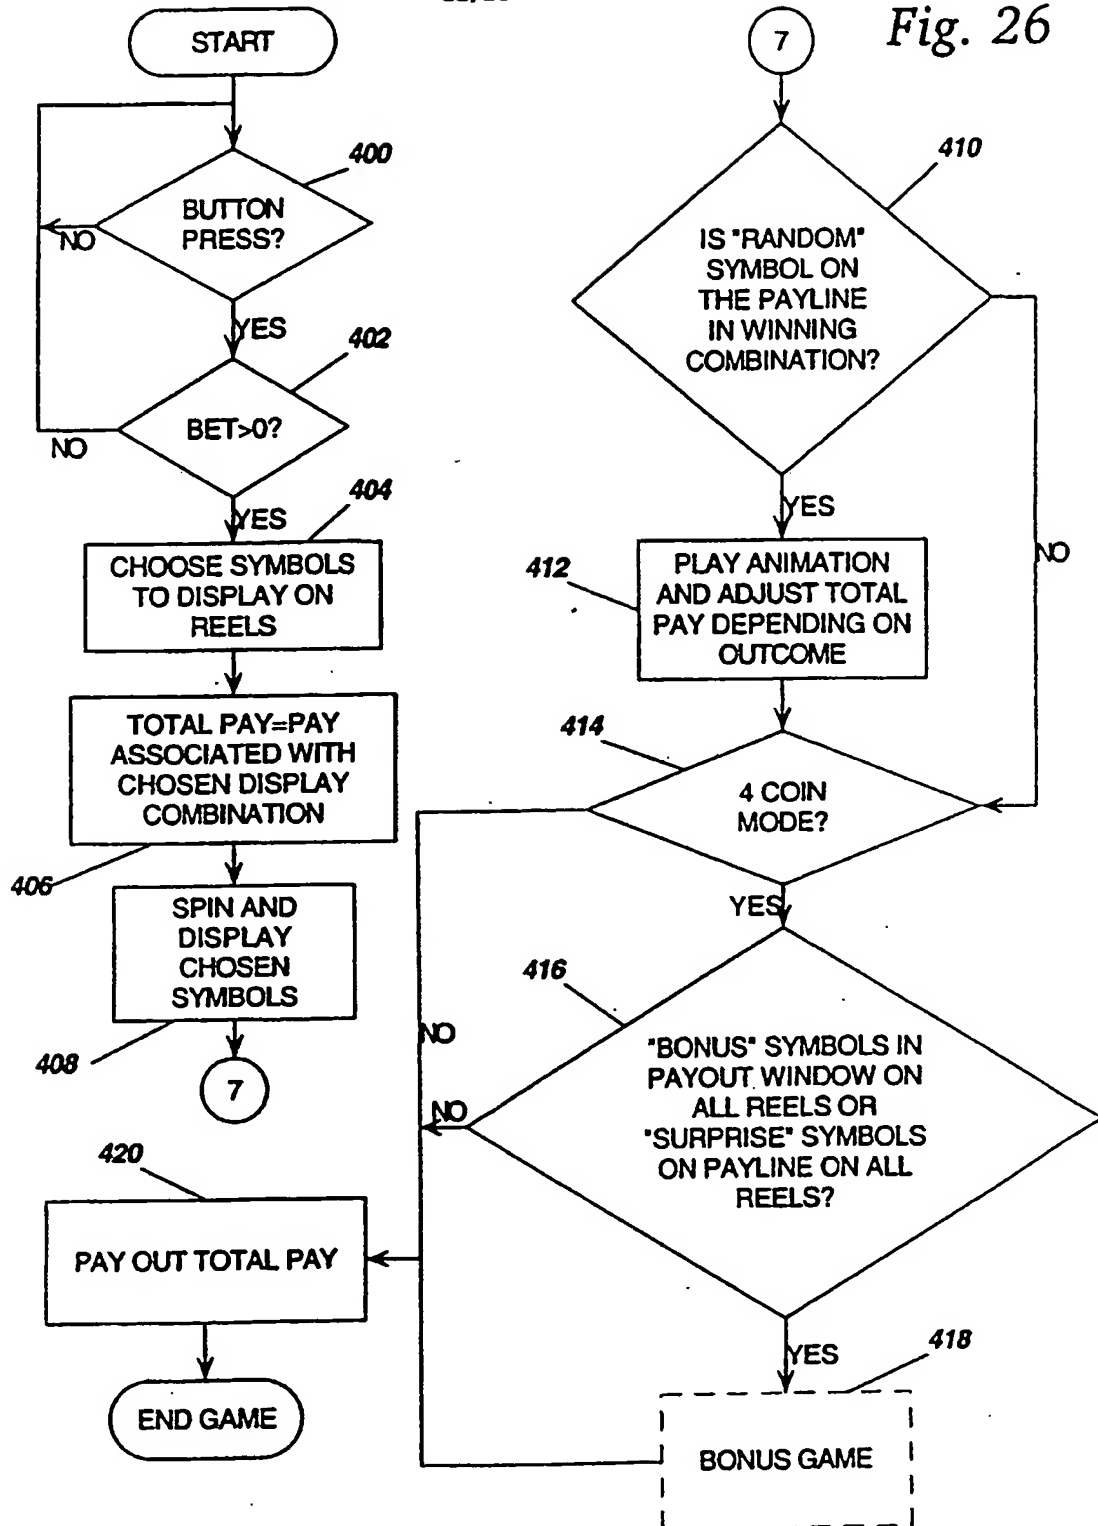 START
400
BUTTON
PRESS?
NO
YES
402
BET>0?
NO
YES
404
CHOOSE SYMBOLS
TO DISPLAY ON
REELS
TOTAL PAY=PAY
ASSOCIATED WITH
CHOSEN DISPLAY
COMBINATION
406
SPIN AND
DISPLAY
CHOSEN
SYMBOLS
408
7
420
PAY OUT TOTAL PAY
END GAME
Fig. 26
7
410
IS "RANDOM"
SYMBOL ON
THE PAYLINE
IN WINNING
COMBINATION?
YES
NO
412
PLAY ANIMATION
AND ADJUST TOTAL
PAY DEPENDING ON
OUTCOME
414
4 COIN
MODE?
YES
NO
416
"BONUS" SYMBOLS IN
PAYOUT WINDOW ON
ALL REELS OR
"SURPRISE" SYMBOLS
ON PAYLINE ON ALL
REELS?
NO
YES
418
BONUS GAME